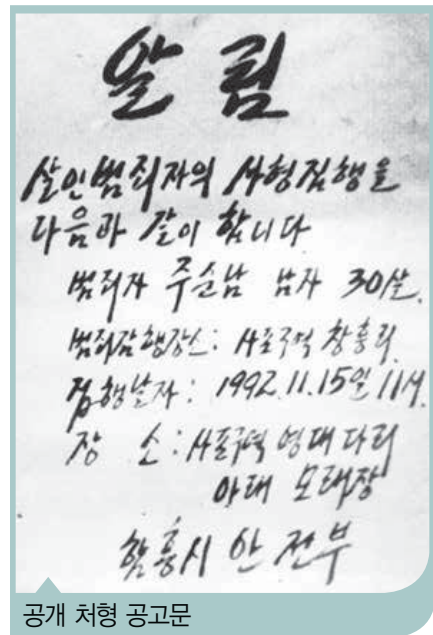 알림
살인범죄자의 사형집행을
다음과 같이 합니다
범죄자 주순남 남자 30살.
범죄감행장소: 사포구역 창흥리.
집행날자: 1992.11.15일 11시.
장 소: 사포구역 영대다리
아래 모래장
함흥시 안전부
공개 처형 공고문